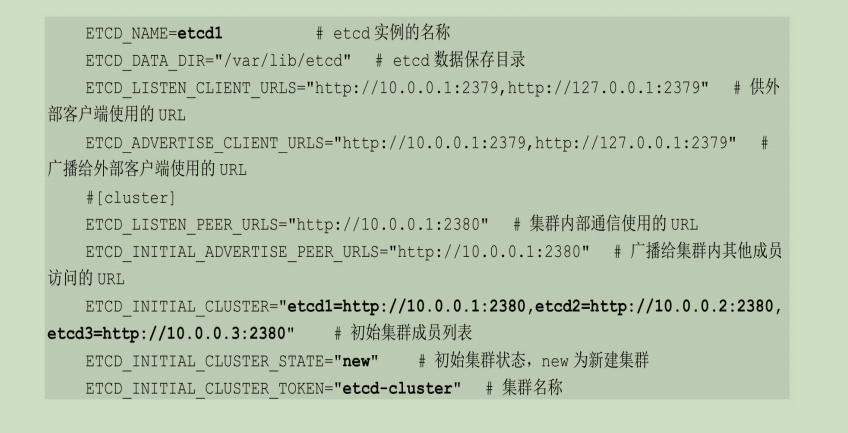 ETCD_NAME=etcd1 # etcd 实例的名称
ETCD_DATA_DIR="/var/lib/etcd" # etcd 数据保存目录
ETCD_LISTEN_CLIENT_URLS="http://10.0.0.1:2379,http://127.0.0.1:2379" # 供外
部客户端使用的 URL
ETCD_ADVERTISE_CLIENT_URLS="http://10.0.0.1:2379,http://127.0.0.1:2379" #
广播给外部客户端使用的 URL
#[cluster]
ETCD_LISTEN_PEER_URLS="http://10.0.0.1:2380" # 集群内部通信使用的 URL
ETCD_INITIAL_ADVERTISE_PEER_URLS="http://10.0.0.1:2380" # 广播给集群内其他成员
访问的 URL
ETCD_INITIAL_CLUSTER="etcd1=http://10.0.0.1:2380,etcd2=http://10.0.0.2:2380,
etcd3=http://10.0.0.3:2380" # 初始集群成员列表
ETCD_INITIAL_CLUSTER_STATE="new" # 初始集群状态，new 为新建集群
ETCD_INITIAL_CLUSTER_TOKEN="etcd-cluster" # 集群名称